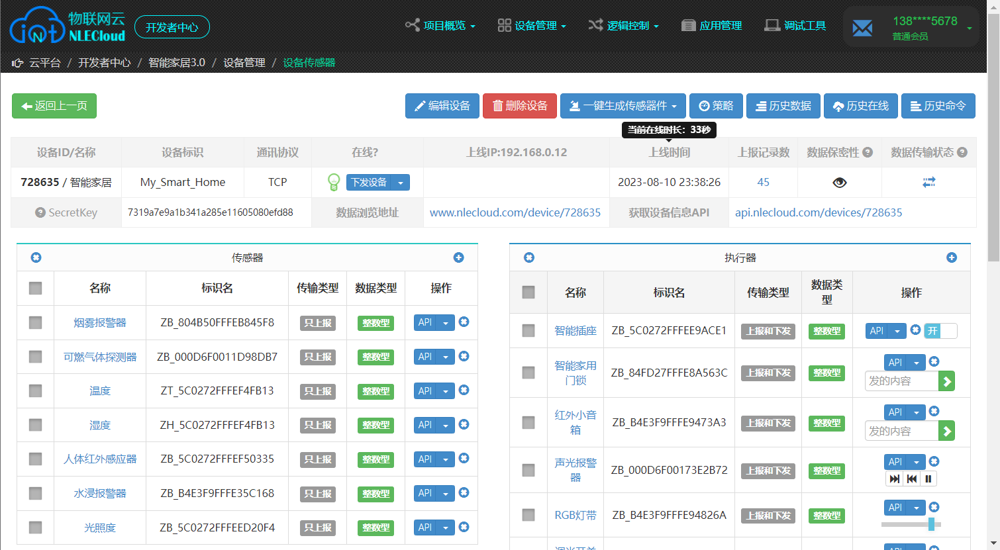 物联网云
NLECloud
开发者中心
项目概览
设备管理
逻辑控制
应用管理
调试工具
138****5678
普通会员
云平台 / 开发者中心 / 智能家居3.0 / 设备管理 / 设备传感器
返回上一页
编辑设备
删除设备
一键生成传感器件
策略
历史数据
历史在线
历史命令
当前在线时长：33秒
设备ID/名称 设备标识 通讯协议 在线? 上线IP:192.168.0.12 上线时间 上报记录数 数据保密性 数据传输状态
728635 / 智能家居 My_Smart_Home TCP 下发设备 2023-08-10 23:38:26 45
SecretKey 7319a7e9a1b341a285e11605080efd88 数据浏览地址 www.nlecloud.com/device/728635 获取设备信息API api.nlecloud.com/devices/728635
传感器
名称 标识名 传输类型 数据类型 操作
烟雾报警器 ZB_804B50FFFEB845F8 只上报 整数型 API
可燃气体探测器 ZB_000D6F0011D98DB7 只上报 整数型 API
温度 ZT_5C0272FFFEF4FB13 只上报 整数型 API
湿度 ZH_5C0272FFFEF4FB13 只上报 整数型 API
人体红外感应器 ZB_5C0272FFFEF50335 只上报 整数型 API
水浸报警器 ZB_B4E3F9FFFE35C168 只上报 整数型 API
光照度 ZB_5C0272FFFEED20F4 只上报 整数型 API
执行器
名称 标识名 传输类型 数据类
型 操作
智能插座 ZB_5C0272FFFEE9ACE1 上报和下发 整数型 API 开
智能家用
门锁 ZB_84FD27FFFE8A563C 上报和下发 整数型 API
发的内容
红外小音
箱 ZB_B4E3F9FFFE9473A3 上报和下发 整数型 API
发的内容
声光报警
器 ZB_000D6F00173E2B72 上报和下发 整数型 API
RGB灯带 ZB_B4E3F9FFFE94826A 上报和下发 整数型 API